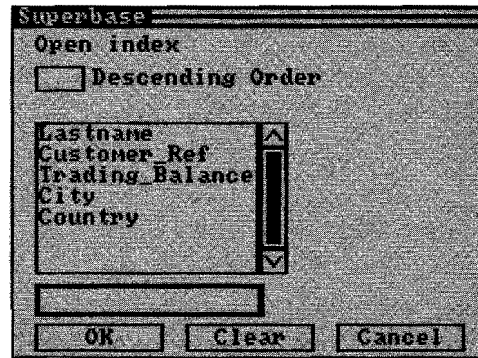 Superbase
Open index
Descending Order
Lastname
Customer_Ref
Trading_Balance
City
Country
OK Clear Cancel